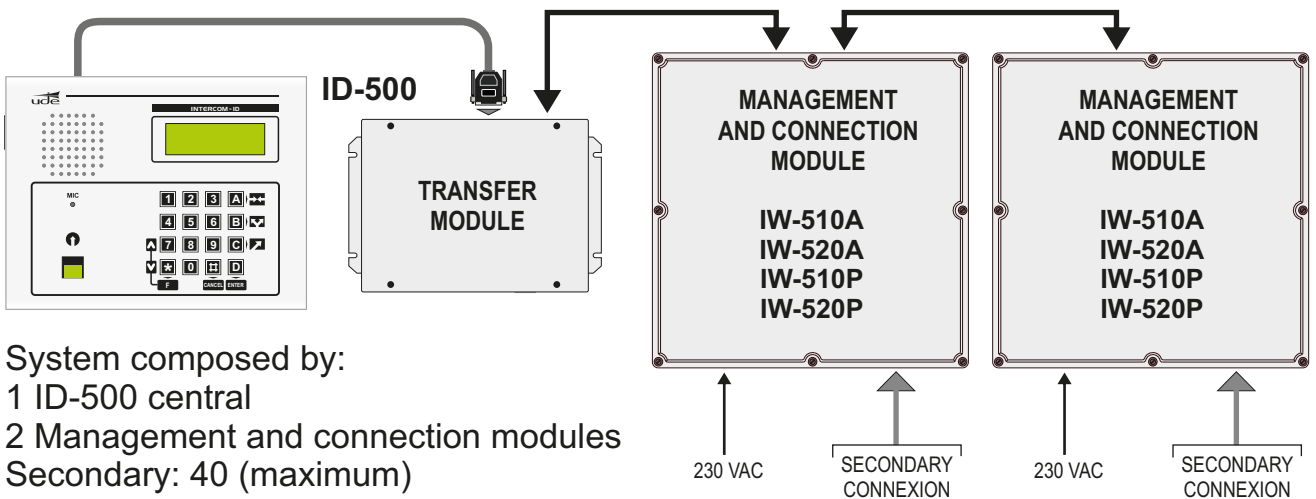 ude
INTERCOM-ID
MIC
1 2 3 A
4 5 6 B
7 8 9 C
* 0 # D
F CANCEL ENTER
ID-500
TRANSFER
MODULE
MANAGEMENT
AND CONNECTION
MODULE
IW-510A
IW-520A
IW-510P
IW-520P
230 VAC
SECONDARY
CONNEXION
MANAGEMENT
AND CONNECTION
MODULE
IW-510A
IW-520A
IW-510P
IW-520P
230 VAC
SECONDARY
CONNEXION
System composed by:
1 ID-500 central
2 Management and connection modules
Secondary: 40 (maximum)